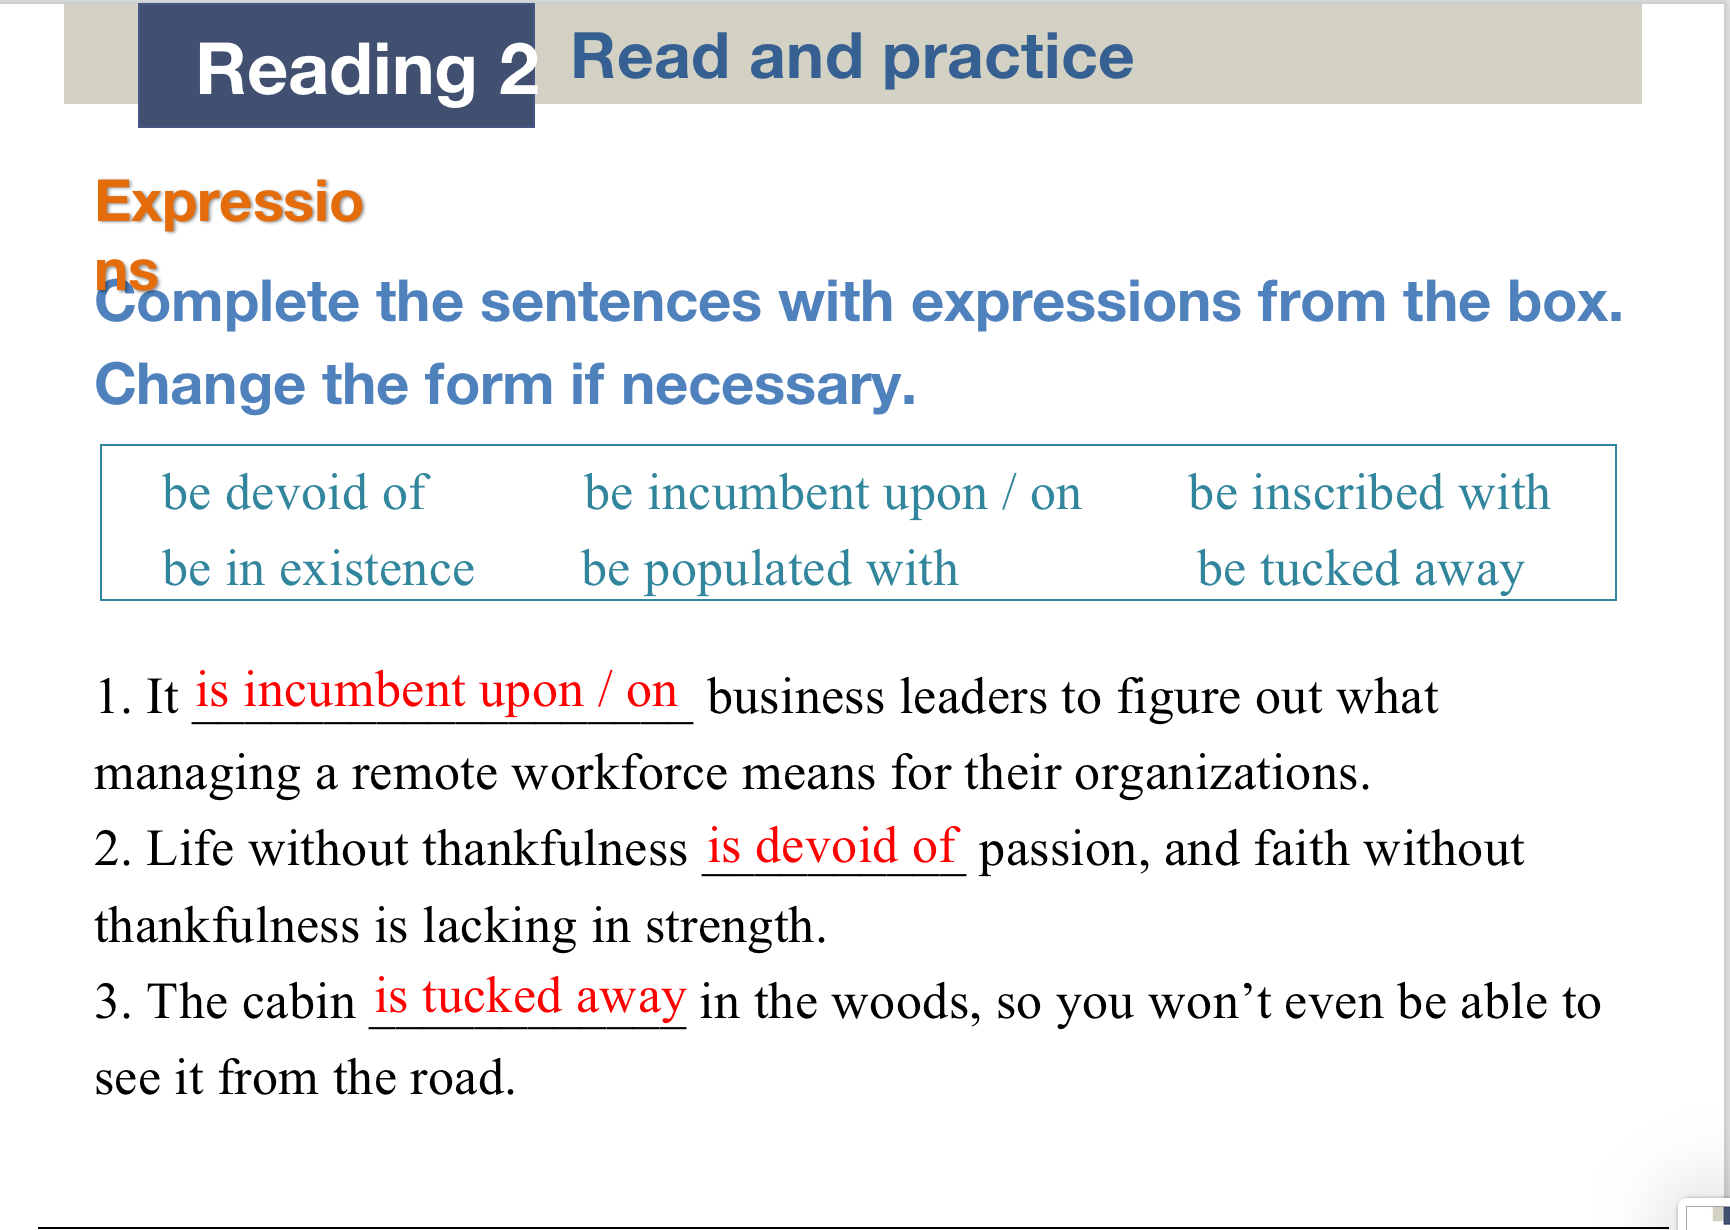 Reading 2 Read and practice
Expressio
ns
Complete the sentences with expressions from the box.
Change the form if necessary.
be devoid of be incumbent upon / on be inscribed with
be in existence be populated with be tucked away
1. It is incumbent upon / on business leaders to figure out what
managing a remote workforce means for their organizations.
2. Life without thankfulness is devoid of passion, and faith without
thankfulness is lacking in strength.
3. The cabin is tucked away in the woods, so you won’t even be able to
see it from the road.